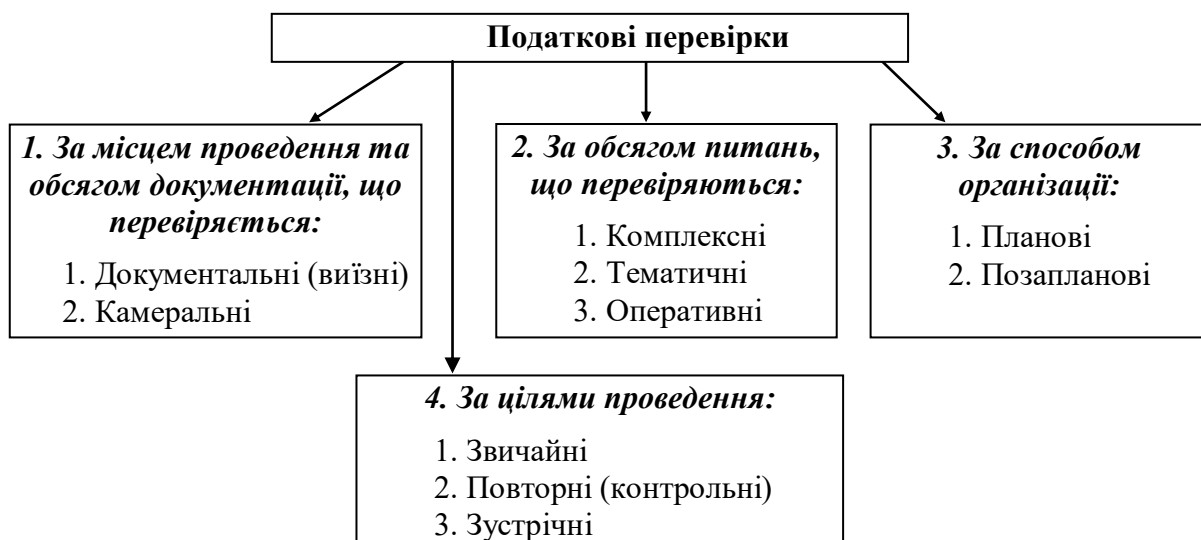 Податкові перевірки
1. За місцем проведення та
обсягом документації, що
перевіряється:
1. Документальні (виїзні)
2. Камеральні
2. За обсягом питань,
що перевіряються:
1. Комплексні
2. Тематичні
3. Оперативні
3. За способом
організації:
1. Планові
2. Позапланові
4. За цілями проведення:
1. Звичайні
2. Повторні (контрольні)
3. Зустрічні